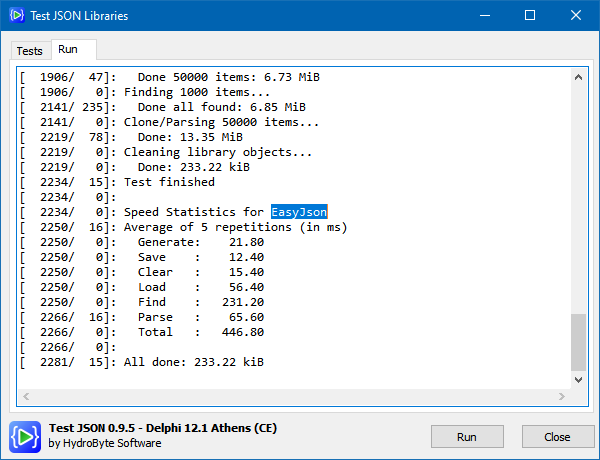 Test JSON Libraries
Tests Run
[  1906/  47]:   Done 50000 items: 6.73 MiB
[  1906/   0]: Finding 1000 items...
[  2141/ 235]:   Done all found: 6.85 MiB
[  2141/   0]: Clone/Parsing 50000 items...
[  2219/  78]:   Done: 13.35 MiB
[  2219/   0]: Cleaning library objects...
[  2219/   0]:   Done: 233.22 kiB
[  2234/  15]: Test finished
[  2234/   0]:
[  2234/   0]: Speed Statistics for EasyJson
[  2250/  16]: Average of 5 repetitions (in ms)
[  2250/   0]:   Generate:    21.80
[  2250/   0]:   Save    :    12.40
[  2250/   0]:   Clear   :    15.40
[  2250/   0]:   Load    :    56.40
[  2250/   0]:   Find    :   231.20
[  2266/  16]:   Parse   :    65.60
[  2266/   0]:   Total   :   446.80
[  2266/   0]:
[  2281/  15]: All done: 233.22 kiB
Test JSON 0.9.5 - Delphi 12.1 Athens (CE)
by HydroByte Software
Run Close